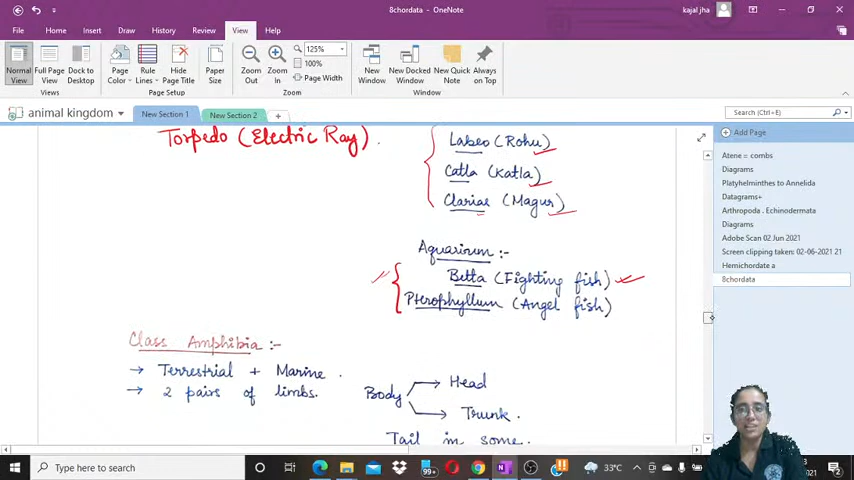 8chordata - OneNote
kajal jha
File Home Insert Draw History Review View Help
Normal View
Full Page View
Dock to Desktop
Views
Page Color
Rule Lines
Hide Page Title
Page Setup
Paper Size
Zoom Out
Zoom In
125%
100%
Page Width
Zoom
New Window
New Docked Window
New Quick Note
Always on Top
Window
animal kingdom
New Section 1
New Section 2
Search (Ctrl+E)
Torpedo (Electric Ray).
Labeo (Rohu)
Catla (Katla)
Clarias (Magur)
Aquarium :-
Betta (Fighting fish)
Pterophyllum (Angel fish)
Class Amphibia :-
→ Terrestrial + Marine .
→ 2 pairs of limbs.
Body → Head
→ Trunk .
Tail in some.
Add Page
Atene = combs
Diagrams
Platyhelminthes to Annelida
Datagrams+
Arthropoda . Echinodermata
Diagrams
Adobe Scan 02 Jun 2021
Screen clipping taken: 02-06-2021 21
Hemichordate a
8chordata
Type here to search
99+
33°C
2